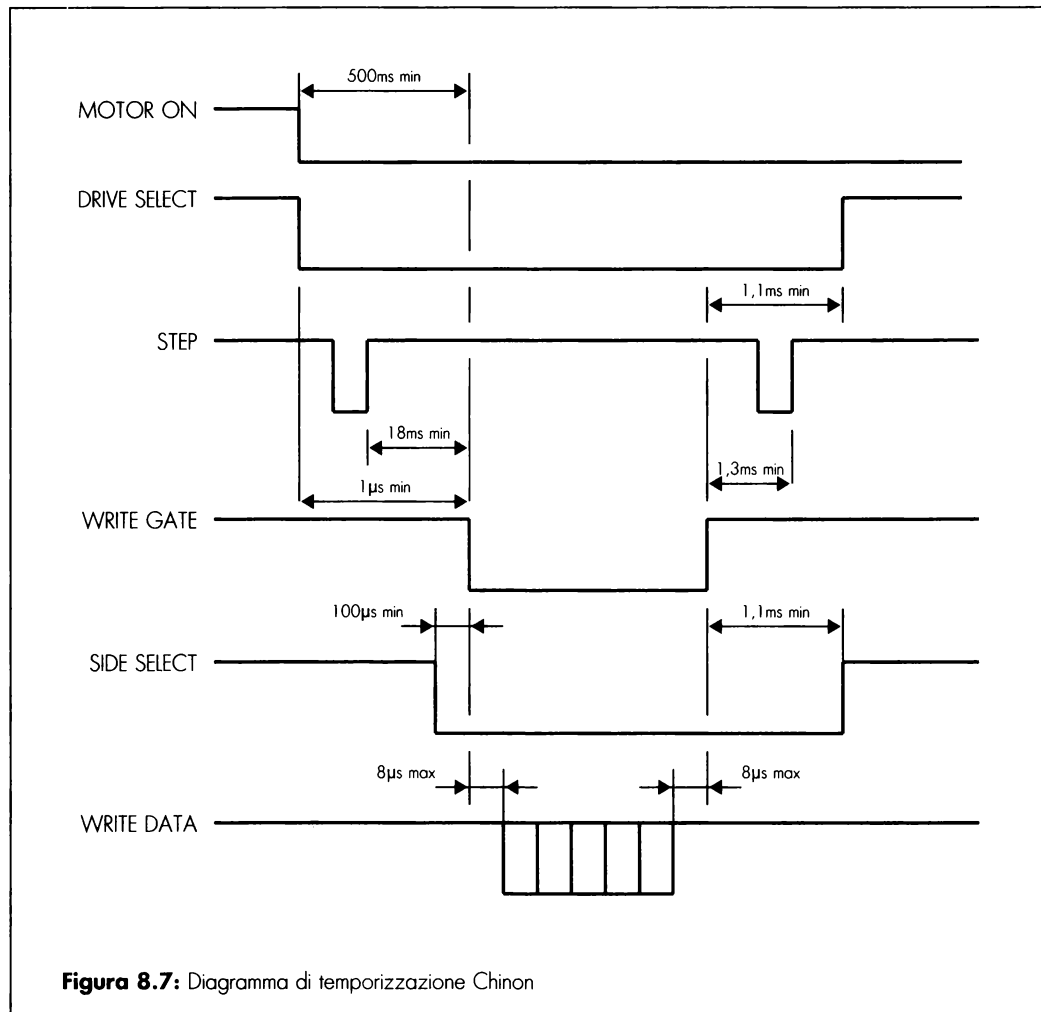 500ms min
MOTOR ON
DRIVE SELECT
1,1ms min
STEP
18ms min
1,3ms min
1µs min
WRITE GATE
100µs min
1,1ms min
SIDE SELECT
8µs max
8µs max
WRITE DATA
Figura 8.7: Diagramma di temporizzazione Chinon